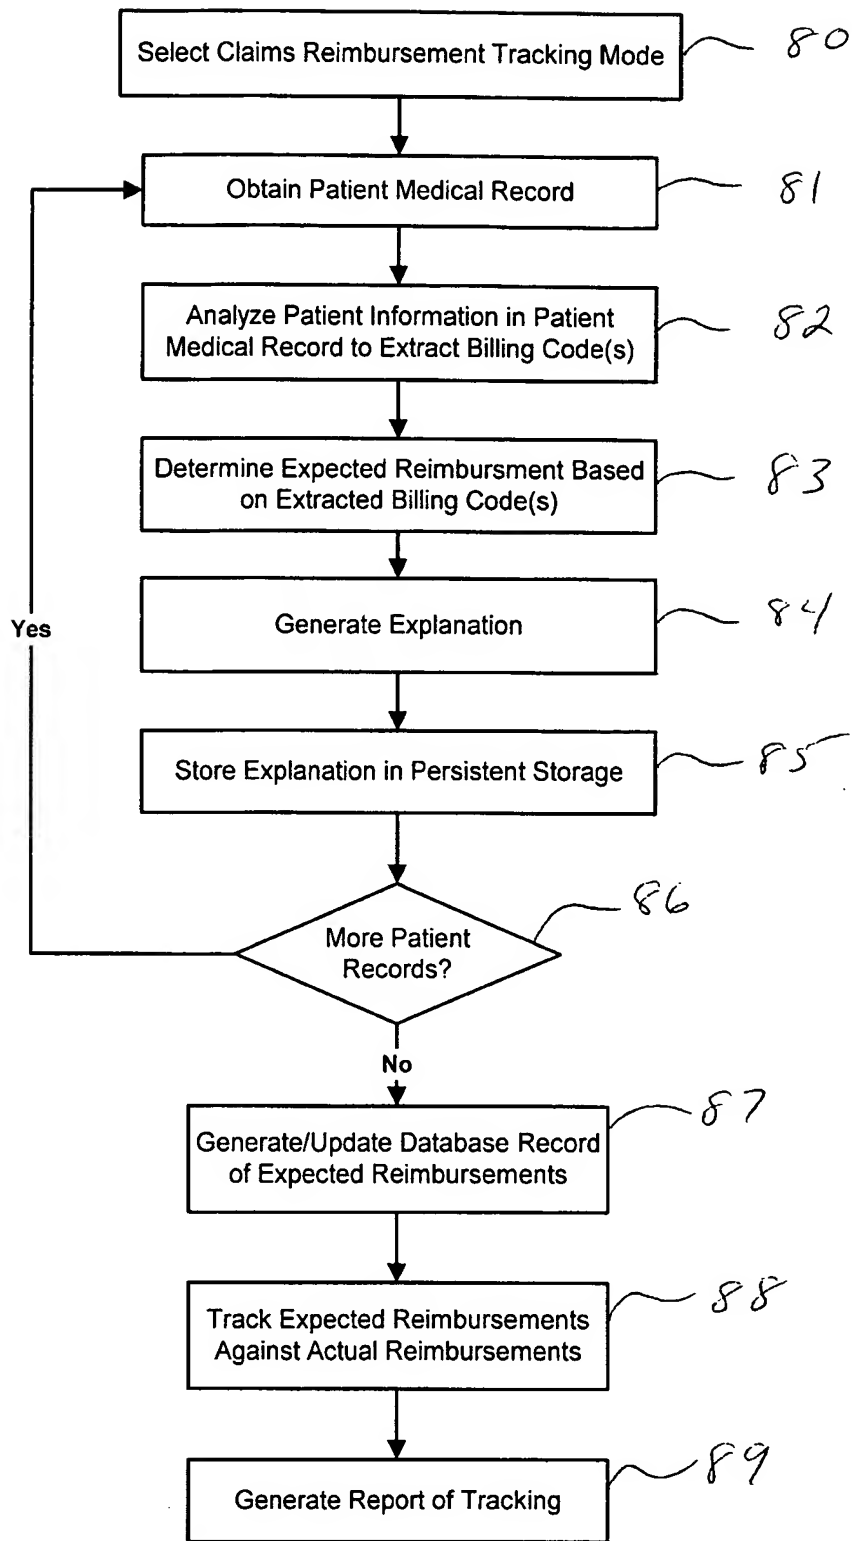 Select Claims Reimbursement Tracking Mode
80
Obtain Patient Medical Record
81
Analyze Patient Information in Patient
Medical Record to Extract Billing Code(s)
82
Determine Expected Reimbursment Based
on Extracted Billing Code(s)
83
Generate Explanation
84
Yes
Store Explanation in Persistent Storage
85
More Patient
Records?
86
No
Generate/Update Database Record
of Expected Reimbursements
87
Track Expected Reimbursements
Against Actual Reimbursements
88
Generate Report of Tracking
89